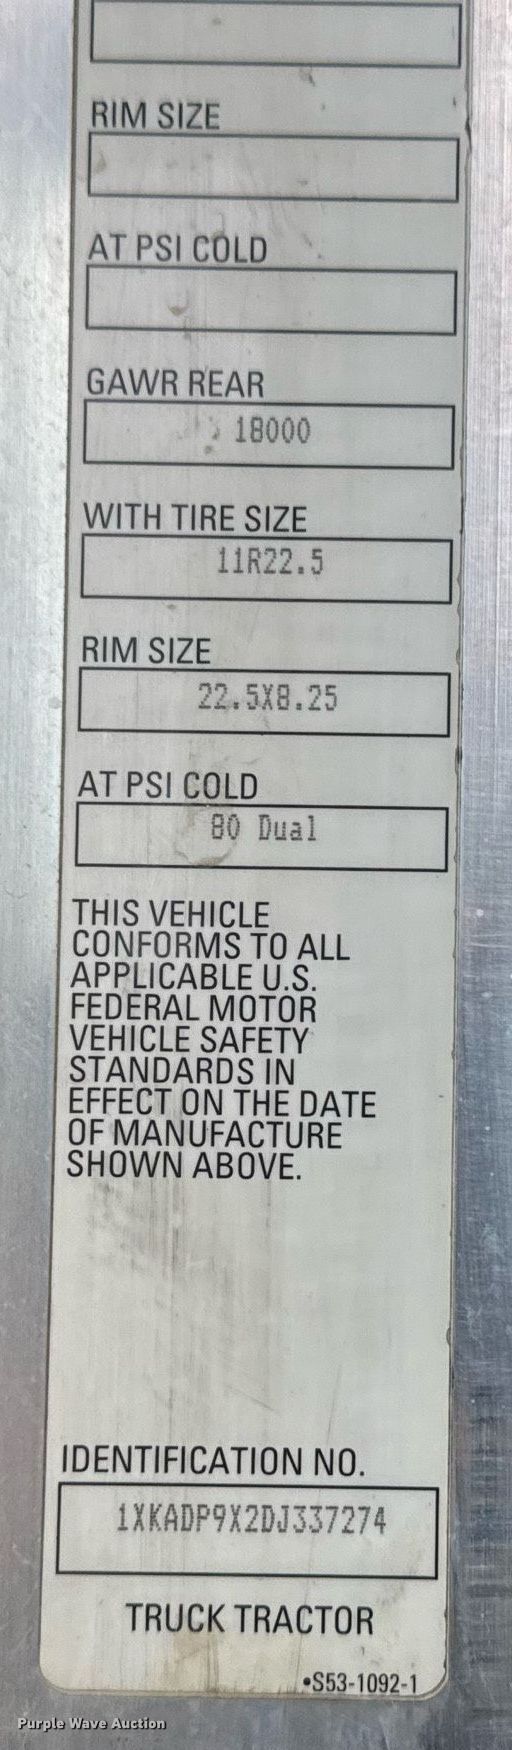 RIM SIZE
AT PSI COLD
GAWR REAR
18000
WITH TIRE SIZE
11R22.5
RIM SIZE
22.5X8.25
AT PSI COLD
80 Dual
THIS VEHICLE
CONFORMS TO ALL
APPLICABLE U.S.
FEDERAL MOTOR
VEHICLE SAFETY
STANDARDS IN
EFFECT ON THE DATE
OF MANUFACTURE
SHOWN ABOVE.
IDENTIFICATION NO.
1XKADP9X2DJ337274
TRUCK TRACTOR
•S53-1092-1
Purple Wave Auction